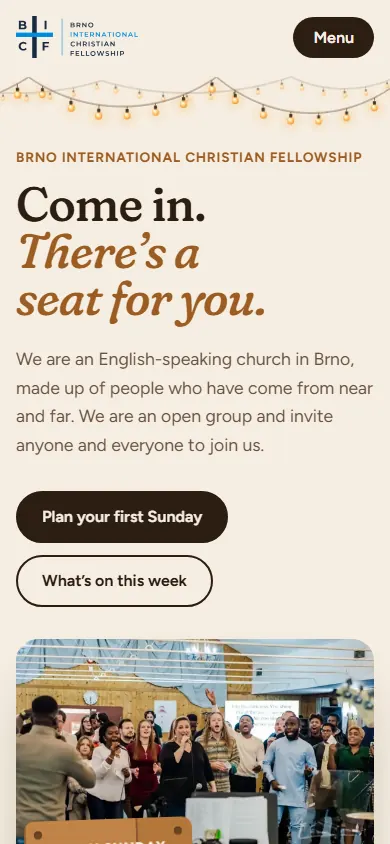 B I
C F
BRNO
INTERNATIONAL
CHRISTIAN
FELLOWSHIP
Menu
BRNO INTERNATIONAL CHRISTIAN FELLOWSHIP
Come in.
There’s a
seat for you.
We are an English-speaking church in Brno,
made up of people who have come from near
and far. We are an open group and invite
anyone and everyone to join us.
Plan your first Sunday
What’s on this week
SUNDAY